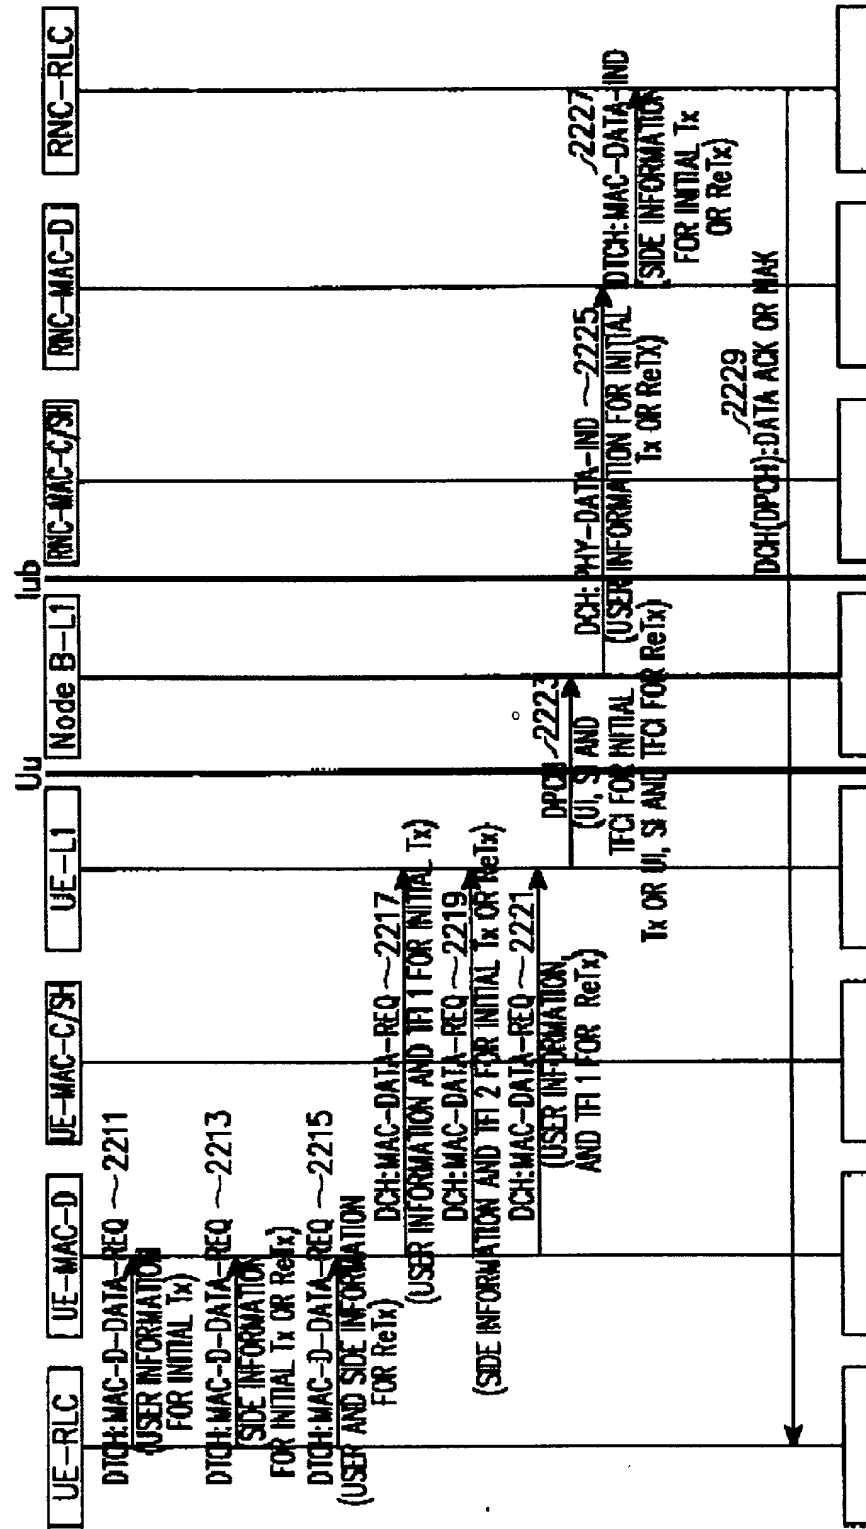 UE-RLC
UE-MAC-D
UE-MAC-C/SH
UE-L1
Uu
Node B-L1
Iub
RNC-MAC-C/SH
RNC-MAC-D
RNC-RLC
DTCH:MAC-D-DATA-REQ ~2211
(USER INFORMATION
FOR INITIAL Tx)
DTCH:MAC-D-DATA-REQ ~2213
(SIDE INFORMATION
FOR INITIAL Tx OR ReTx)
DTCH:MAC-D-DATA-REQ ~2215
(USER AND SIDE INFORMATION
FOR ReTx)
DCH:MAC-DATA-REQ ~2217
(USER INFORMATION AND TFI 1 FOR INITIAL Tx)
DCH:MAC-DATA-REQ ~2219
(SIDE INFORMATION AND TFI 2 FOR INITIAL Tx OR ReTx)
DCH:MAC-DATA-REQ ~2221
(USER INFORMATION,
AND TFI 1 FOR ReTx)
DPCH 2223
(UI, SI AND
TFCI FOR INITIAL
Tx OR UI, SI AND TFCI FOR ReTx)
DCH:PHY-DATA-IND ~2225
(USER INFORMATION FOR INITIAL
Tx OR ReTX)
2227
DTCH:MAC-DATA-IND
(SIDE INFORMATION
FOR INITIAL Tx
OR ReTx)
2229
DCH(DPCH):DATA ACK OR NAK